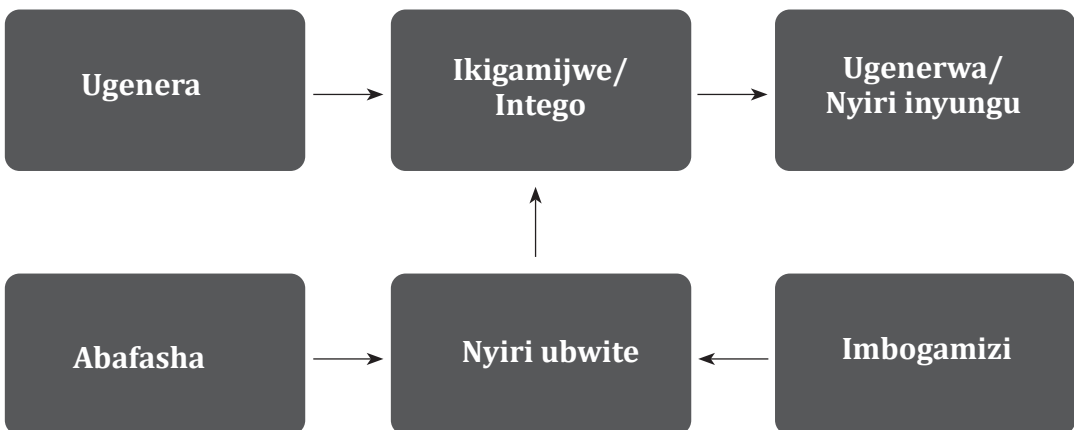 Ugenera
Ikigamijwe/
Intego
Ugenerwa/
Nyiri inyungu
Abafasha
Nyiri ubwite
Imbogamizi